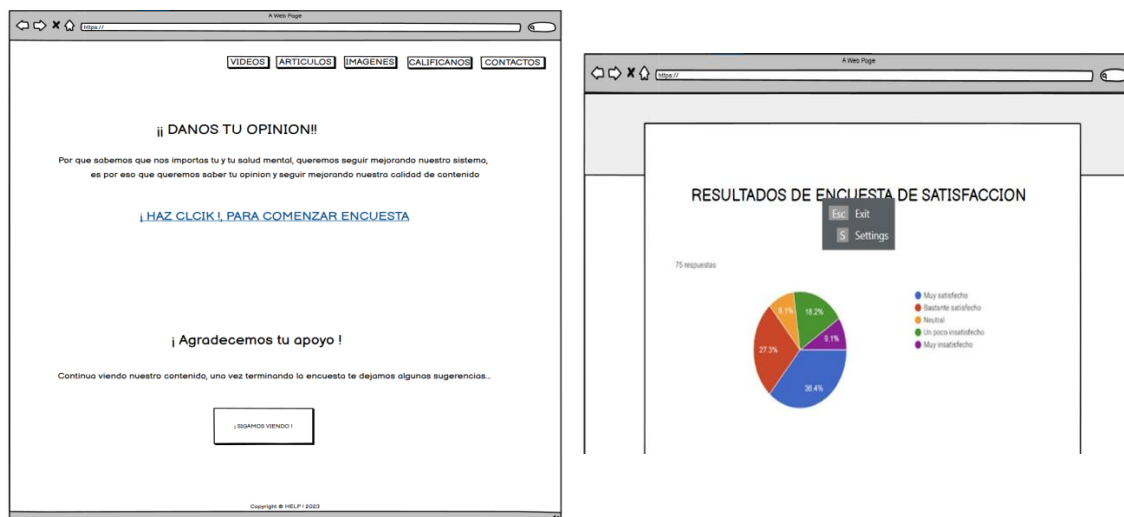 A Web Page
https://
VIDEOS ARTICULOS IMAGENES CALIFICANOS CONTACTOS
¡¡ DANOS TU OPINION!!
Por que sabemos que nos importas tu y tu salud mental, queremos seguir mejorando nuestro sistema,
es por eso que queremos saber tu opinion y seguir mejorando nuestra calidad de contenido
¡ HAZ CLCIK !, PARA COMENZAR ENCUESTA
¡ Agradecemos tu apoyo !
Continua viendo nuestro contenido, una vez terminando la encuesta te dejamos algunas sugerencias...
¡ SIGAMOS VIENDO !
Copyright © HELP ! 2023
A Web Page
https://
RESULTADOS DE ENCUESTA DE SATISFACCION
Esc Exit
S Settings
75 respuestas
Muy satisfecho
Bastante satisfecho
Neutral
Un poco insatisfecho
Muy insatisfecho
9.1%
18.2%
9.1%
27.3%
36.4%